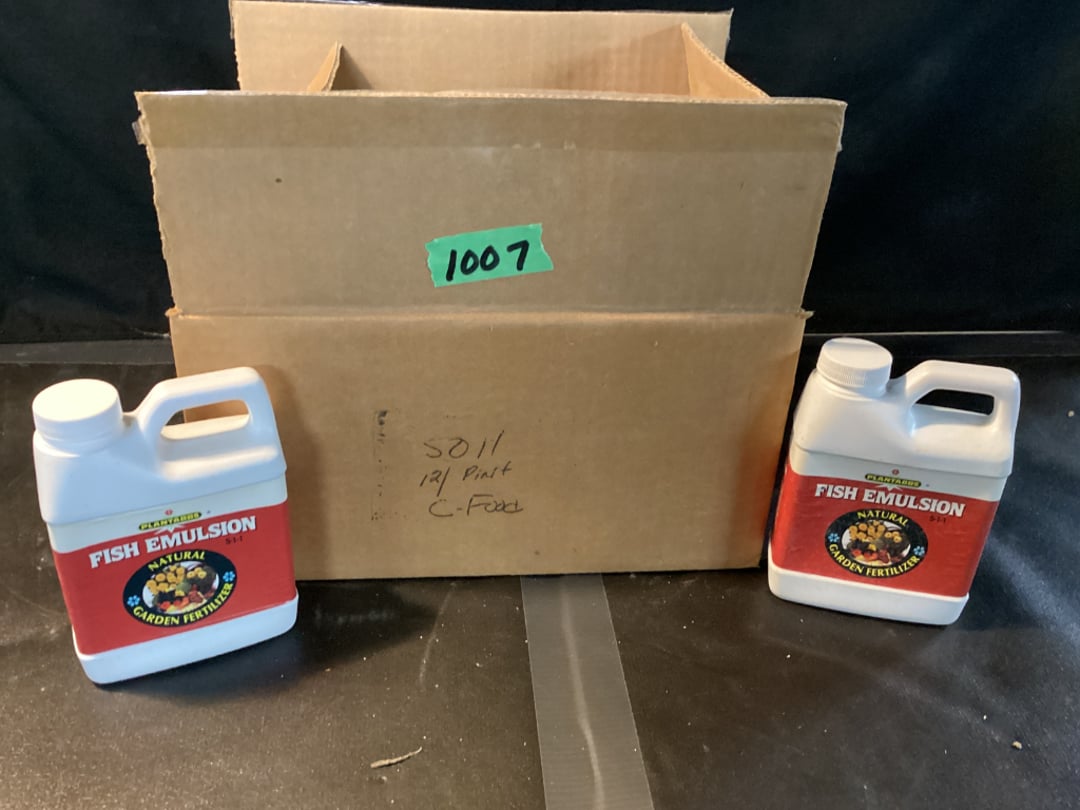 1007
5011
12/ Pint
C-Food
PLANTABBS
FISH EMULSION
5-1-1
NATURAL
GARDEN FERTILIZER
PLANTABBS
FISH EMULSION
5-1-1
NATURAL
GARDEN FERTILIZER